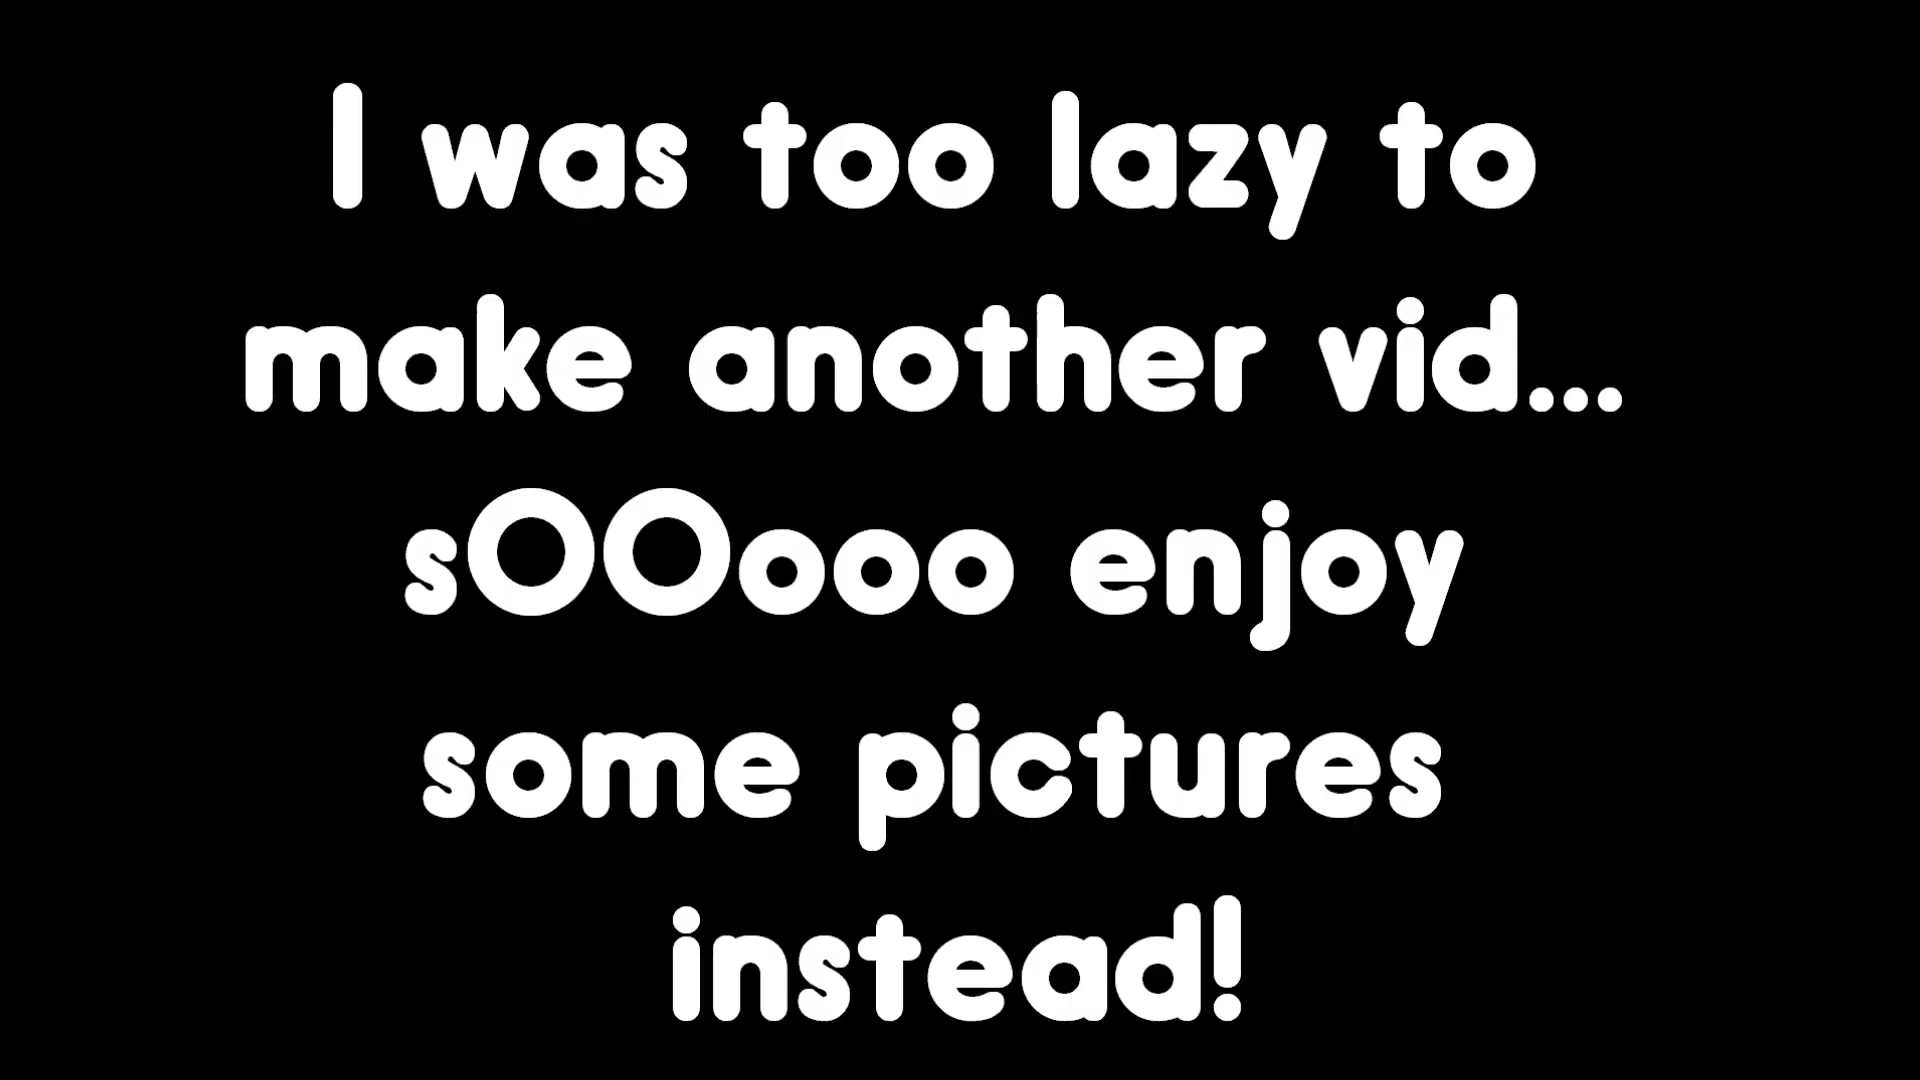 I was too lazy to
make another vid...
sOOooo enjoy
some pictures
instead!